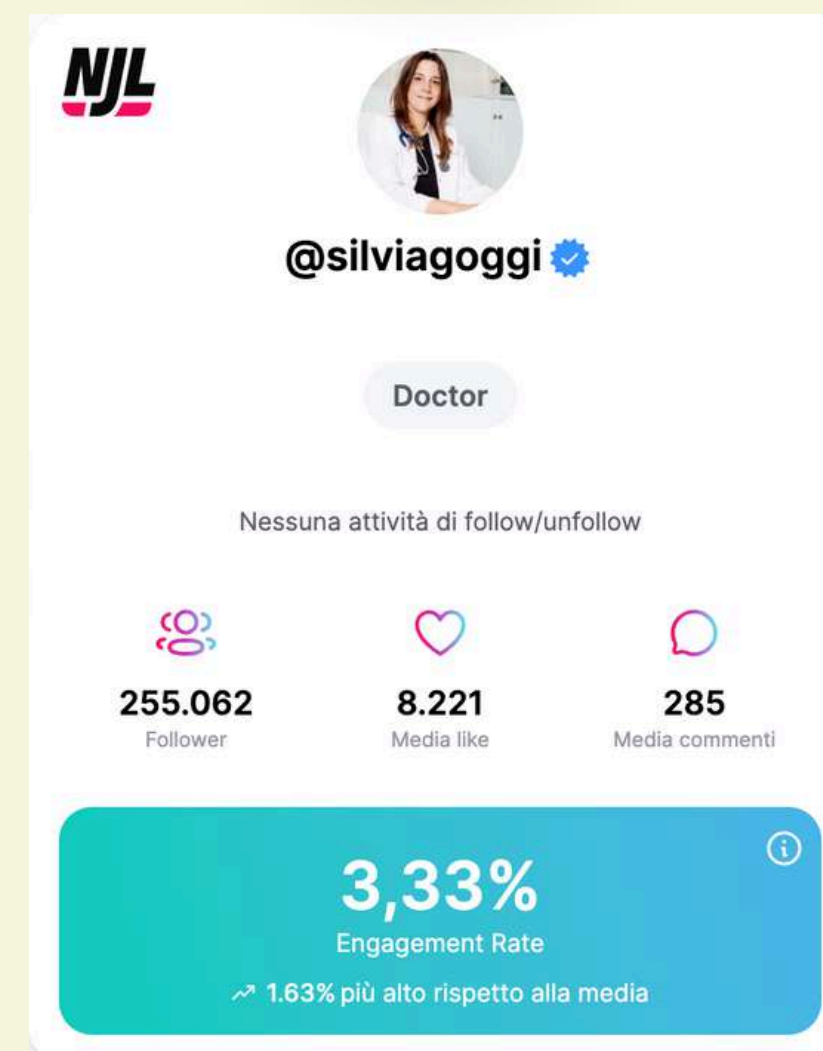 NJL
@silviagoggi
Doctor
Nessuna attività di follow/unfollow
255.062 8.221 285
Follower Media like Media commenti
3,33%
Engagement Rate
1.63% più alto rispetto alla media